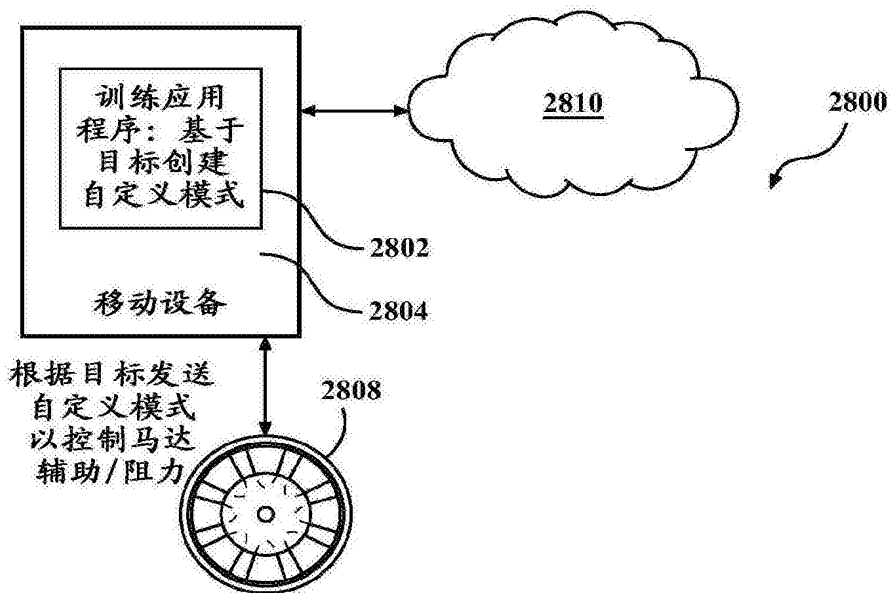 训练应用
程序：基于
目标创建
自定义模式
2810
2800
2802
移动设备
2804
根据目标发送
自定义模式
以控制马达
辅助/阻力
2808